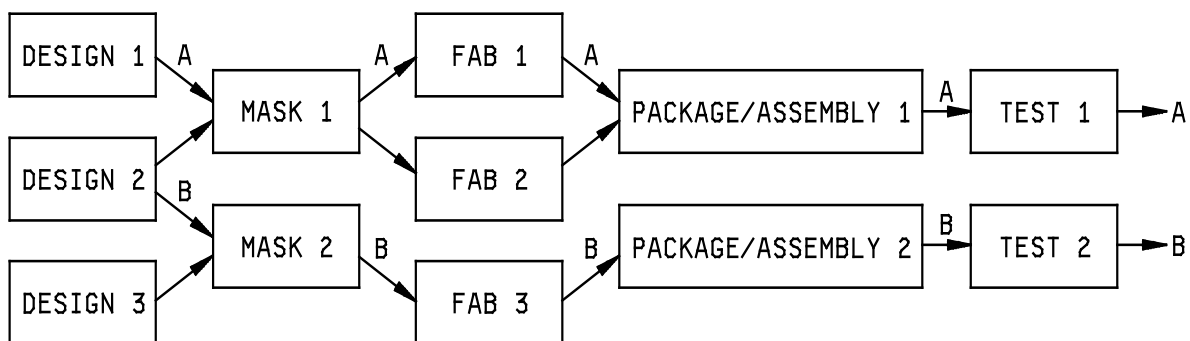 DESIGN 1
A
A
FAB 1
A
MASK 1
PACKAGE/ASSEMBLY 1
A
TEST 1
A
DESIGN 2
B
FAB 2
MASK 2
B
B
PACKAGE/ASSEMBLY 2
B
TEST 2
B
DESIGN 3
FAB 3